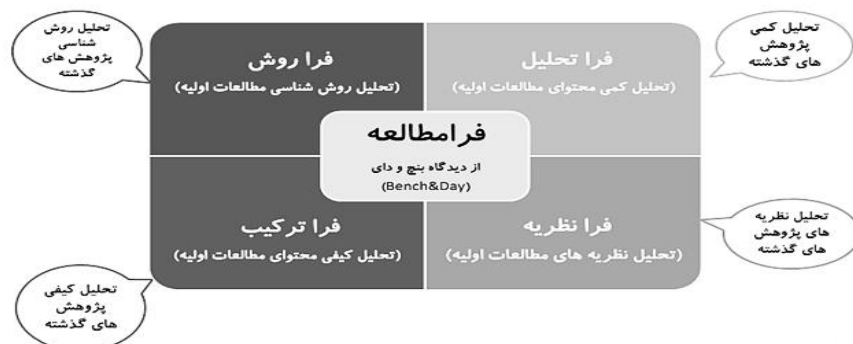 تحلیل کمی
پژوهش
های گذشته
فرا تحلیل
(تحلیل کمی محتوای مطالعات اولیه)
فرا روش
(تحلیل روش شناسی مطالعات اولیه)
تحلیل روش
شناسی
پژوهش های
گذشته
فرامطالعه
از دیدگاه بنچ و دای
(Bench&Day)
تحلیل نظریه
های پژوهش
های گذشته
فرا نظریه
(تحلیل نظریه های مطالعات اولیه)
فرا ترکیب
(تحلیل کیفی محتوای مطالعات اولیه)
تحلیل کیفی
پژوهش
های گذشته